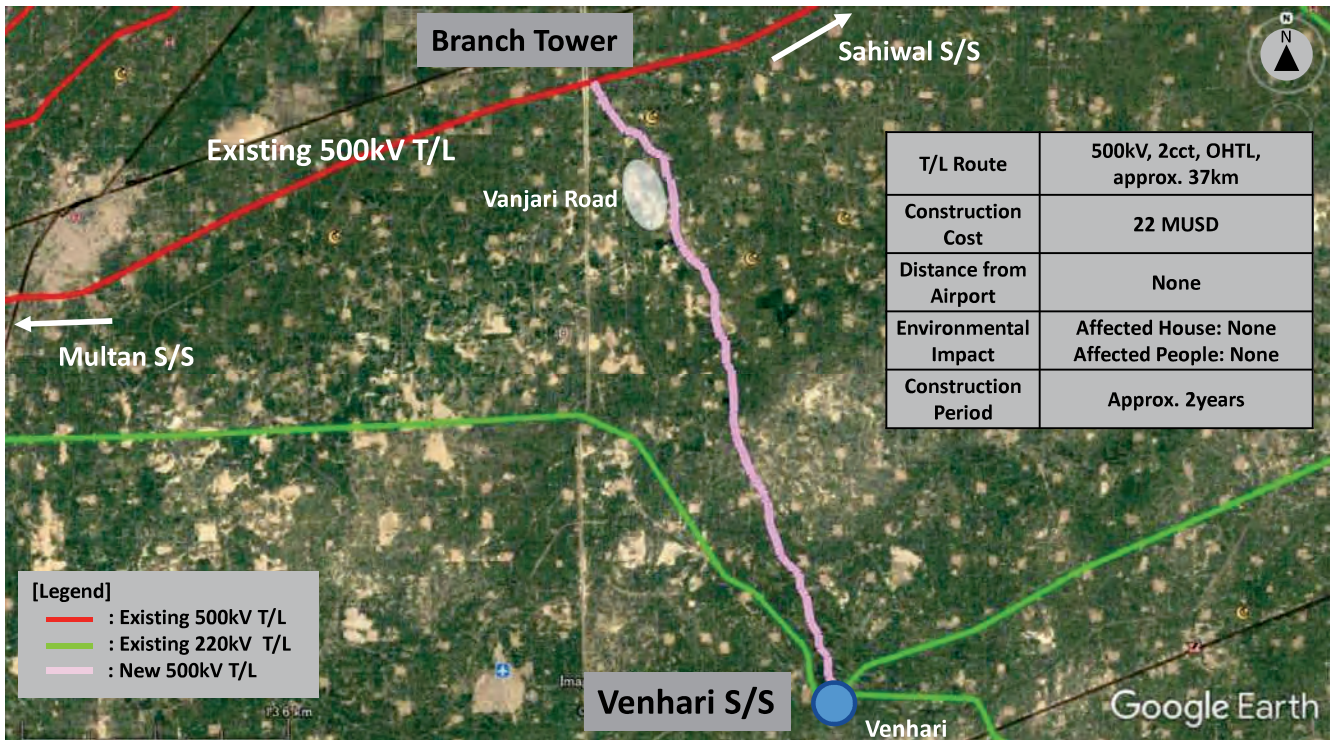 Branch Tower
Sahiwal S/S
N
N
Existing 500kV T/L
Vanjari Road
Multan S/S
T/L Route
500kV, 2cct, OHTL,
approx. 37km
Construction
Cost
22 MUSD
Distance from
Airport
None
Environmental
Impact
Affected House: None
Affected People: None
Construction
Period
Approx. 2years
[Legend]
: Existing 500kV T/L
: Existing 220kV T/L
: New 500kV T/L
Ima
Venhari S/S
Venhari
Google Earth